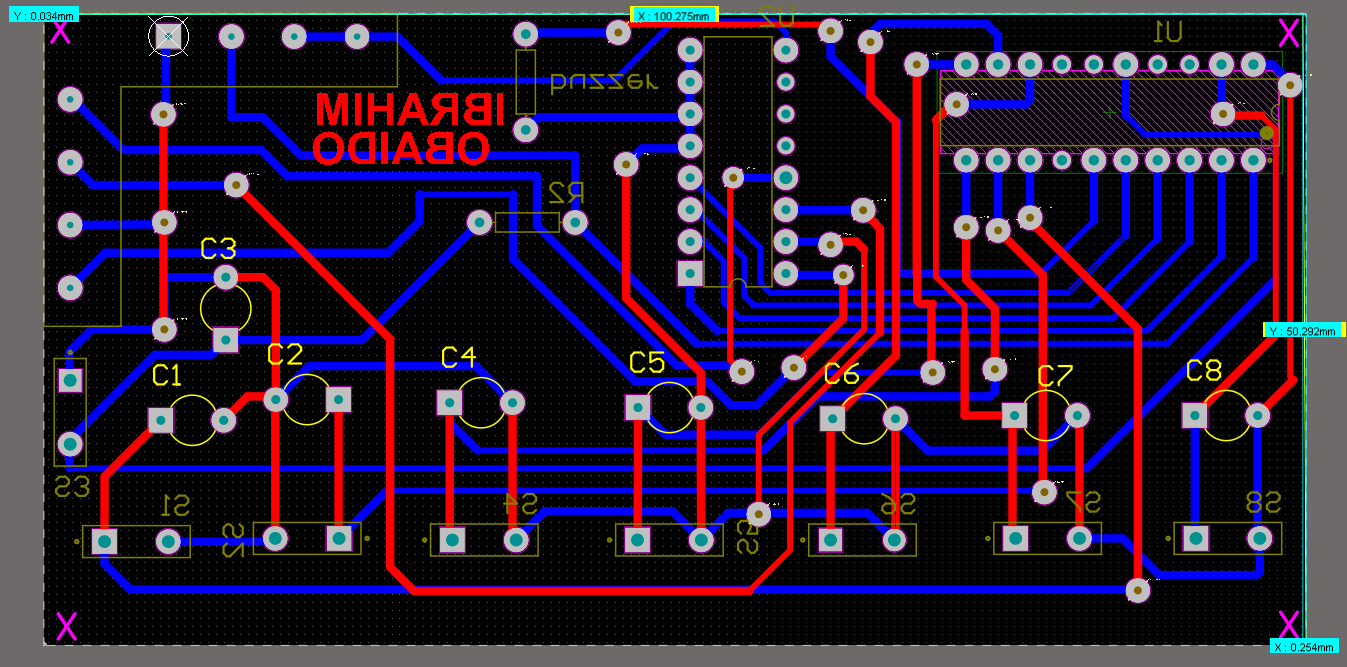 Y : 0.034mm
X : 100.275mm
U2
U1
buzzer
IBRAHIM
OBAIDO
R2
C3
Y : 50.292mm
C2
C4
C5
C1
C6
C7
C8
S3
S1
S2
S4
S5
S6
S7
S8
X : 0.254mm